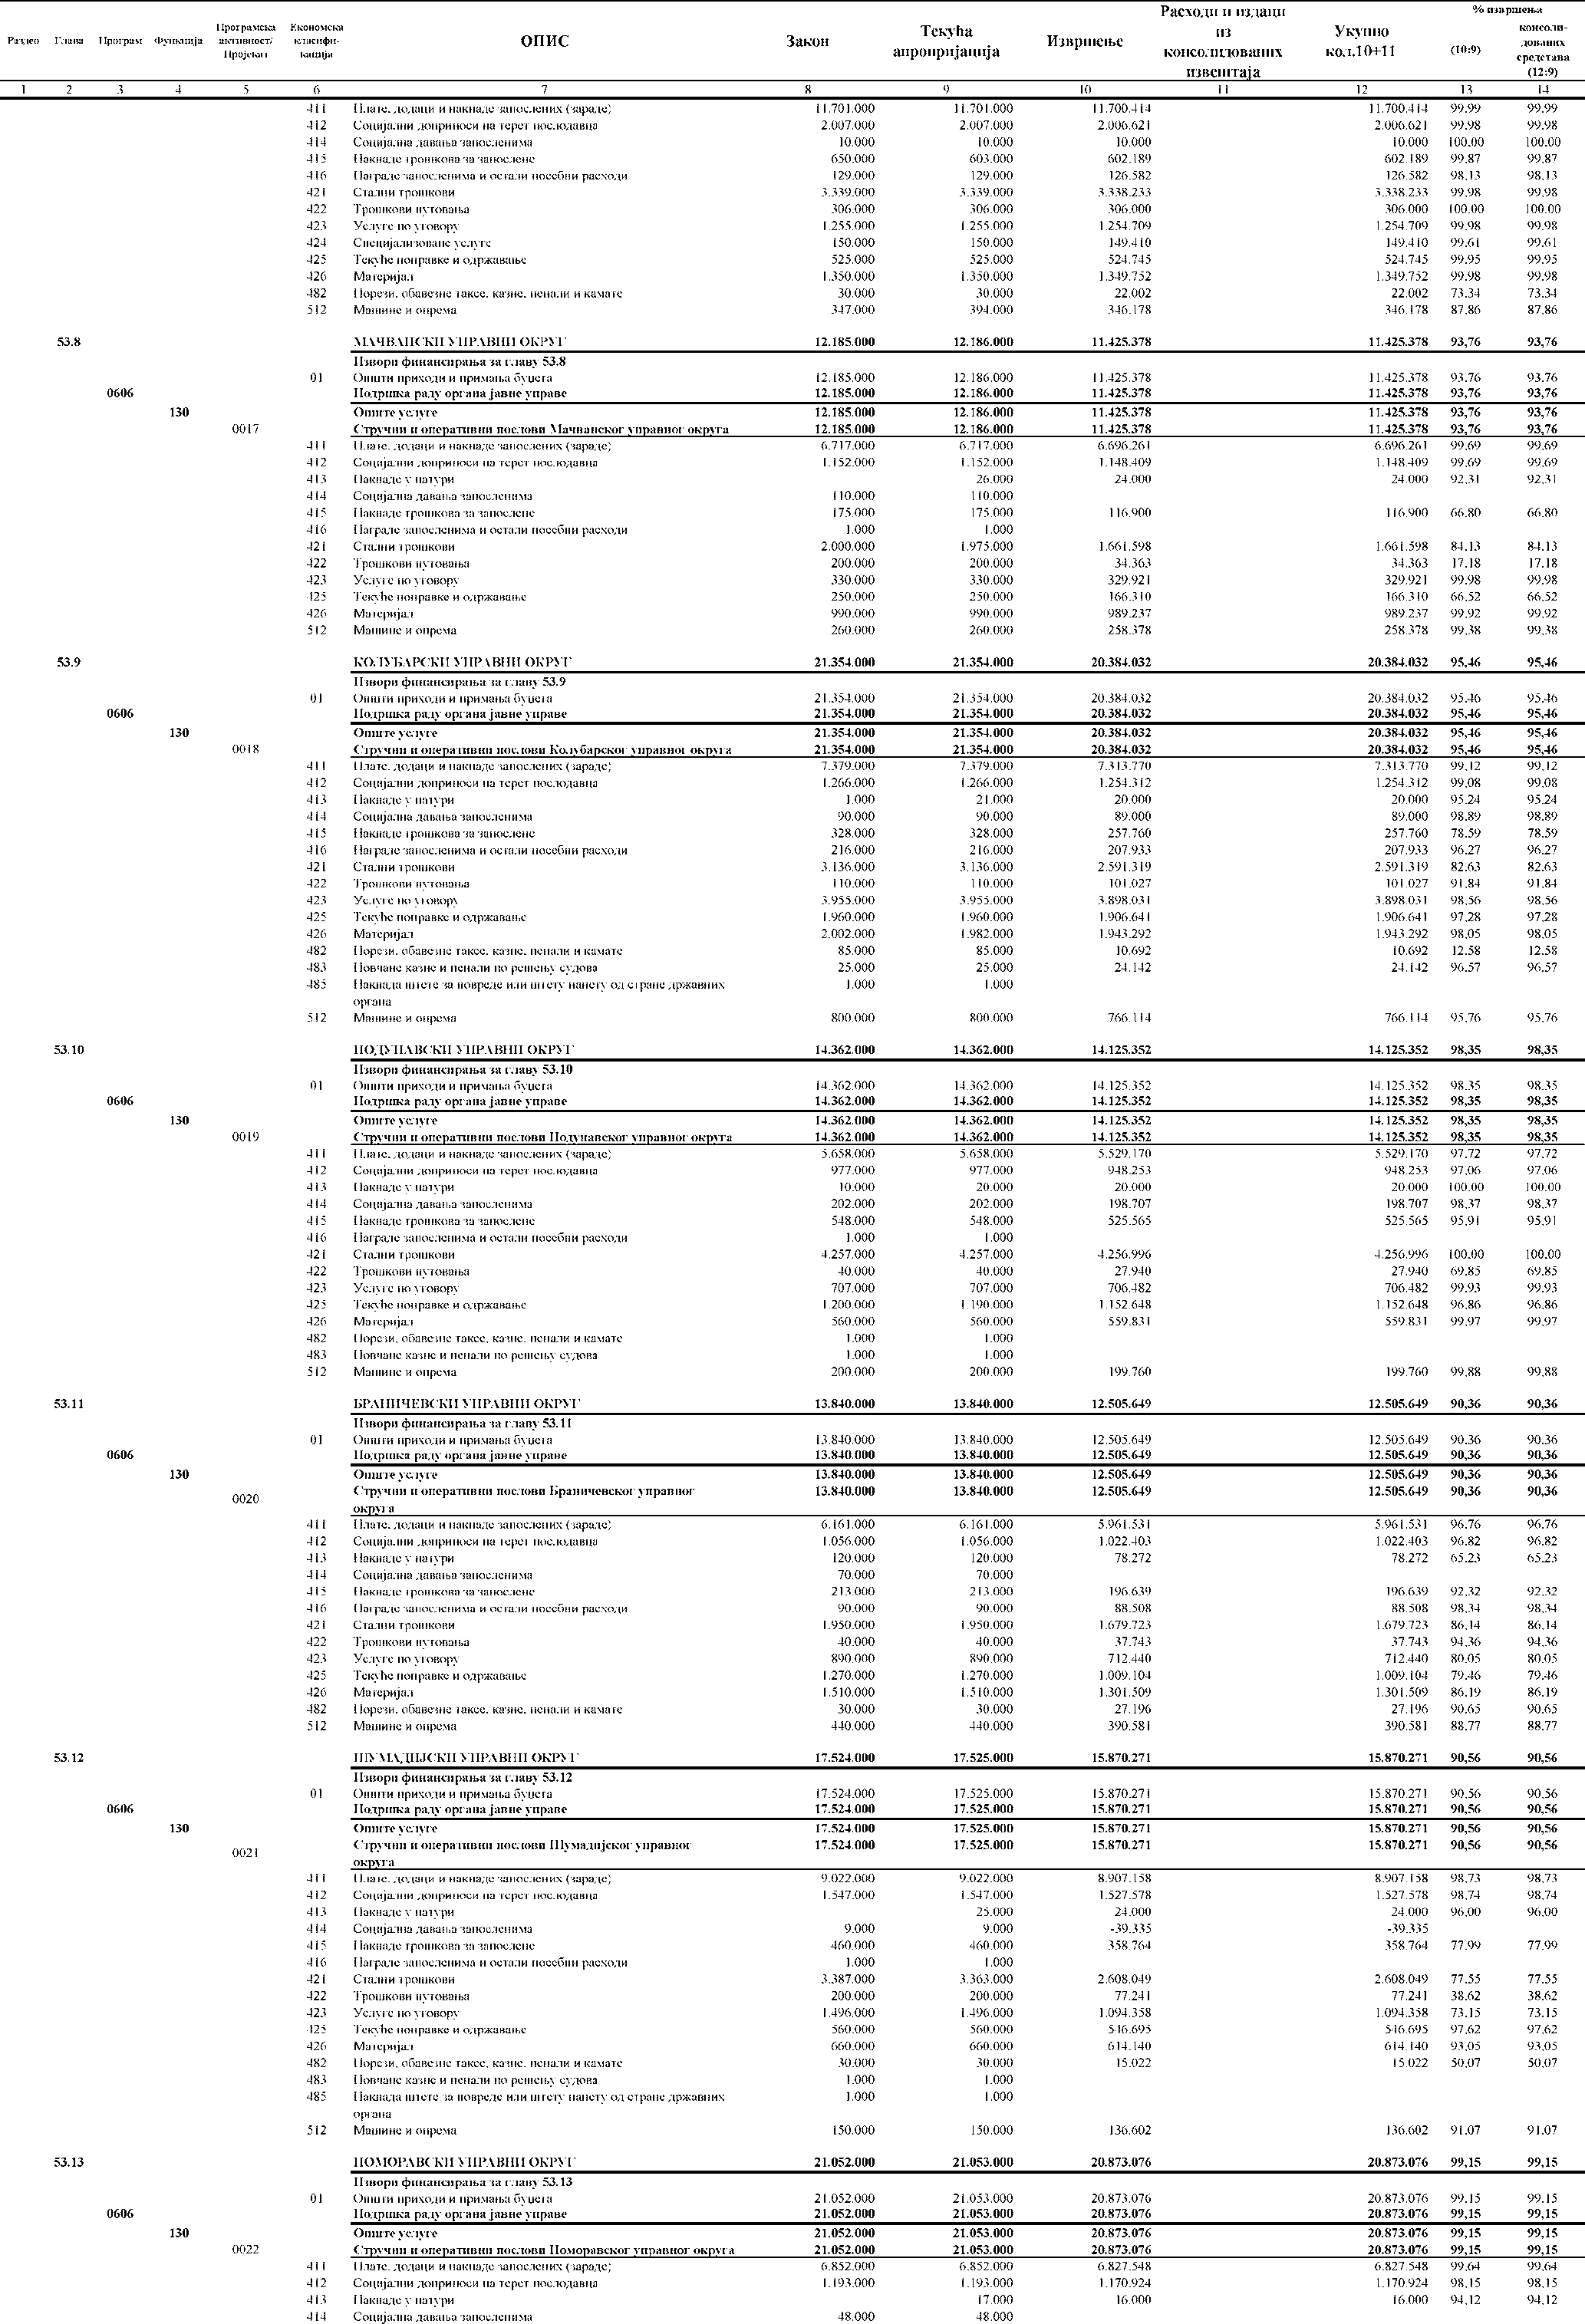 Раздео Глава Програм Функција Програмска активност/ Пројекат Економска класифи-кација ОПИС Закон Текућа апропријација Извршење Расходи и издаци из консолидованих извештаја Укупно кол.10+11 % извршења (10:9) консоли-дованих средстава (12:9)
1 2 3 4 5 6 7 8 9 10 11 12 13 14
411 Плате, додаци и накнаде запослених (зараде) 11.701.000 11.701.000 11.700.414 11.700.414 99,99 99,99
412 Социјални доприноси на терет послодавца 2.007.000 2.007.000 2.006.621 2.006.621 99,98 99,98
414 Социјална давања запосленима 10.000 10.000 10.000 10.000 100,00 100,00
415 Накнаде трошкова за запослене 650.000 603.000 602.189 602.189 99,87 99,87
416 Награде запосленима и остали посебни расходи 129.000 129.000 126.582 126.582 98,13 98,13
421 Стални трошкови 3.339.000 3.339.000 3.338.233 3.338.233 99,98 99,98
422 Трошкови путовања 306.000 306.000 306.000 306.000 100,00 100,00
423 Услуге по уговору 1.255.000 1.255.000 1.254.709 1.254.709 99,98 99,98
424 Специјализоване услуге 150.000 150.000 149.410 149.410 99,61 99,61
425 Текуће поправке и одржавање 525.000 525.000 524.745 524.745 99,95 99,95
426 Материјал 1.350.000 1.350.000 1.349.752 1.349.752 99,98 99,98
482 Порези, обавезне таксе, казне, пенали и камате 30.000 30.000 22.002 22.002 73,34 73,34
512 Машине и опрема 347.000 394.000 346.178 346.178 87,86 87,86
53.8 МАЧВАНСКИ УПРАВНИ ОКРУГ 12.185.000 12.186.000 11.425.378 11.425.378 93,76 93,76
Извори финансирања за главу 53.8
01 Општи приходи и примања буџета 12.185.000 12.186.000 11.425.378 11.425.378 93,76 93,76
0606 Подршка раду органа јавне управе 12.185.000 12.186.000 11.425.378 11.425.378 93,76 93,76
130 Опште услуге 12.185.000 12.186.000 11.425.378 11.425.378 93,76 93,76
0017 Стручни и оперативни послови Мачванског управног округа 12.185.000 12.186.000 11.425.378 11.425.378 93,76 93,76
411 Плате, додаци и накнаде запослених (зараде) 6.717.000 6.717.000 6.696.261 6.696.261 99,69 99,69
412 Социјални доприноси на терет послодавца 1.152.000 1.152.000 1.148.409 1.148.409 99,69 99,69
413 Накнаде у натури 26.000 24.000 24.000 92,31 92,31
414 Социјална давања запосленима 110.000 110.000
415 Накнаде трошкова за запослене 175.000 175.000 116.900 116.900 66,80 66,80
416 Награде запосленима и остали посебни расходи 1.000 1.000
421 Стални трошкови 2.000.000 1.975.000 1.661.598 1.661.598 84,13 84,13
422 Трошкови путовања 200.000 200.000 34.363 34.363 17,18 17,18
423 Услуге по уговору 330.000 330.000 329.921 329.921 99,98 99,98
425 Текуће поправке и одржавање 250.000 250.000 166.310 166.310 66,52 66,52
426 Материјал 990.000 990.000 989.237 989.237 99,92 99,92
512 Машине и опрема 260.000 260.000 258.378 258.378 99,38 99,38
53.9 КОЛУБАРСКИ УПРАВНИ ОКРУГ 21.354.000 21.354.000 20.384.032 20.384.032 95,46 95,46
Извори финансирања за главу 53.9
01 Општи приходи и примања буџета 21.354.000 21.354.000 20.384.032 20.384.032 95,46 95,46
0606 Подршка раду органа јавне управе 21.354.000 21.354.000 20.384.032 20.384.032 95,46 95,46
130 Опште услуге 21.354.000 21.354.000 20.384.032 20.384.032 95,46 95,46
0018 Стручни и оперативни послови Колубарског управног округа 21.354.000 21.354.000 20.384.032 20.384.032 95,46 95,46
411 Плате, додаци и накнаде запослених (зараде) 7.379.000 7.379.000 7.313.770 7.313.770 99,12 99,12
412 Социјални доприноси на терет послодавца 1.266.000 1.266.000 1.254.312 1.254.312 99,08 99,08
413 Накнаде у натури 1.000 21.000 20.000 20.000 95,24 95,24
414 Социјална давања запосленима 90.000 90.000 89.000 89.000 98,89 98,89
415 Накнаде трошкова за запослене 328.000 328.000 257.760 257.760 78,59 78,59
416 Награде запосленима и остали посебни расходи 216.000 216.000 207.933 207.933 96,27 96,27
421 Стални трошкови 3.136.000 3.136.000 2.591.319 2.591.319 82,63 82,63
422 Трошкови путовања 110.000 110.000 101.027 101.027 91,84 91,84
423 Услуге по уговору 3.955.000 3.955.000 3.898.031 3.898.031 98,56 98,56
425 Текуће поправке и одржавање 1.960.000 1.960.000 1.906.641 1.906.641 97,28 97,28
426 Материјал 2.002.000 1.982.000 1.943.292 1.943.292 98,05 98,05
482 Порези, обавезне таксе, казне, пенали и камате 85.000 85.000 10.692 10.692 12,58 12,58
483 Новчане казне и пенали по решењу судова 25.000 25.000 24.142 24.142 96,57 96,57
485 Накнада штете за повреде или штету нанету од стране државних 1.000 1.000
органа
512 Машине и опрема 800.000 800.000 766.114 766.114 95,76 95,76
53.10 ПОДУНАВСКИ УПРАВНИ ОКРУГ 14.362.000 14.362.000 14.125.352 14.125.352 98,35 98,35
Извори финансирања за главу 53.10
01 Општи приходи и примања буџета 14.362.000 14.362.000 14.125.352 14.125.352 98,35 98,35
0606 Подршка раду органа јавне управе 14.362.000 14.362.000 14.125.352 14.125.352 98,35 98,35
130 Опште услуге 14.362.000 14.362.000 14.125.352 14.125.352 98,35 98,35
0019 Стручни и оперативни послови Подунавског управног округа 14.362.000 14.362.000 14.125.352 14.125.352 98,35 98,35
411 Плате, додаци и накнаде запослених (зараде) 5.658.000 5.658.000 5.529.170 5.529.170 97,72 97,72
412 Социјални доприноси на терет послодавца 977.000 977.000 948.253 948.253 97,06 97,06
413 Накнаде у натури 10.000 20.000 20.000 20.000 100,00 100,00
414 Социјална давања запосленима 202.000 202.000 198.707 198.707 98,37 98,37
415 Накнаде трошкова за запослене 548.000 548.000 525.565 525.565 95,91 95,91
416 Награде запосленима и остали посебни расходи 1.000 1.000
421 Стални трошкови 4.257.000 4.257.000 4.256.996 4.256.996 100,00 100,00
422 Трошкови путовања 40.000 40.000 27.940 27.940 69,85 69,85
423 Услуге по уговору 707.000 707.000 706.482 706.482 99,93 99,93
425 Текуће поправке и одржавање 1.200.000 1.190.000 1.152.648 1.152.648 96,86 96,86
426 Материјал 560.000 560.000 559.831 559.831 99,97 99,97
482 Порези, обавезне таксе, казне, пенали и камате 1.000 1.000
483 Новчане казне и пенали по решењу судова 1.000 1.000
512 Машине и опрема 200.000 200.000 199.760 199.760 99,88 99,88
53.11 БРАНИЧЕВСКИ УПРАВНИ ОКРУГ 13.840.000 13.840.000 12.505.649 12.505.649 90,36 90,36
Извори финансирања за главу 53.11
01 Општи приходи и примања буџета 13.840.000 13.840.000 12.505.649 12.505.649 90,36 90,36
0606 Подршка раду органа јавне управе 13.840.000 13.840.000 12.505.649 12.505.649 90,36 90,36
130 Опште услуге 13.840.000 13.840.000 12.505.649 12.505.649 90,36 90,36
0020 Стручни и оперативни послови Браничевског управног 13.840.000 13.840.000 12.505.649 12.505.649 90,36 90,36
округа
411 Плате, додаци и накнаде запослених (зараде) 6.161.000 6.161.000 5.961.531 5.961.531 96,76 96,76
412 Социјални доприноси на терет послодавца 1.056.000 1.056.000 1.022.403 1.022.403 96,82 96,82
413 Накнаде у натури 120.000 120.000 78.272 78.272 65,23 65,23
414 Социјална давања запосленима 70.000 70.000
415 Накнаде трошкова за запослене 213.000 213.000 196.639 196.639 92,32 92,32
416 Награде запосленима и остали посебни расходи 90.000 90.000 88.508 88.508 98,34 98,34
421 Стални трошкови 1.950.000 1.950.000 1.679.723 1.679.723 86,14 86,14
422 Трошкови путовања 40.000 40.000 37.743 37.743 94,36 94,36
423 Услуге по уговору 890.000 890.000 712.440 712.440 80,05 80,05
425 Текуће поправке и одржавање 1.270.000 1.270.000 1.009.104 1.009.104 79,46 79,46
426 Материјал 1.510.000 1.510.000 1.301.509 1.301.509 86,19 86,19
482 Порези, обавезне таксе, казне, пенали и камате 30.000 30.000 27.196 27.196 90,65 90,65
512 Машине и опрема 440.000 440.000 390.581 390.581 88,77 88,77
53.12 ШУМАДИЈСКИ УПРАВНИ ОКРУГ 17.524.000 17.525.000 15.870.271 15.870.271 90,56 90,56
Извори финансирања за главу 53.12
01 Општи приходи и примања буџета 17.524.000 17.525.000 15.870.271 15.870.271 90,56 90,56
0606 Подршка раду органа јавне управе 17.524.000 17.525.000 15.870.271 15.870.271 90,56 90,56
130 Опште услуге 17.524.000 17.525.000 15.870.271 15.870.271 90,56 90,56
0021 Стручни и оперативни послови Шумадијског управног 17.524.000 17.525.000 15.870.271 15.870.271 90,56 90,56
округа
411 Плате, додаци и накнаде запослених (зараде) 9.022.000 9.022.000 8.907.158 8.907.158 98,73 98,73
412 Социјални доприноси на терет послодавца 1.547.000 1.547.000 1.527.578 1.527.578 98,74 98,74
413 Накнаде у натури 25.000 24.000 24.000 96,00 96,00
414 Социјална давања запосленима 9.000 9.000 -39.335 -39.335
415 Накнаде трошкова за запослене 460.000 460.000 358.764 358.764 77,99 77,99
416 Награде запосленима и остали посебни расходи 1.000 1.000
421 Стални трошкови 3.387.000 3.363.000 2.608.049 2.608.049 77,55 77,55
422 Трошкови путовања 200.000 200.000 77.241 77.241 38,62 38,62
423 Услуге по уговору 1.496.000 1.496.000 1.094.358 1.094.358 73,15 73,15
425 Текуће поправке и одржавање 560.000 560.000 546.695 546.695 97,62 97,62
426 Материјал 660.000 660.000 614.140 614.140 93,05 93,05
482 Порези, обавезне таксе, казне, пенали и камате 30.000 30.000 15.022 15.022 50,07 50,07
483 Новчане казне и пенали по решењу судова 1.000 1.000
485 Накнада штете за повреде или штету нанету од стране државних 1.000 1.000
органа
512 Машине и опрема 150.000 150.000 136.602 136.602 91,07 91,07
53.13 ПОМОРАВСКИ УПРАВНИ ОКРУГ 21.052.000 21.053.000 20.873.076 20.873.076 99,15 99,15
Извори финансирања за главу 53.13
01 Општи приходи и примања буџета 21.052.000 21.053.000 20.873.076 20.873.076 99,15 99,15
0606 Подршка раду органа јавне управе 21.052.000 21.053.000 20.873.076 20.873.076 99,15 99,15
130 Опште услуге 21.052.000 21.053.000 20.873.076 20.873.076 99,15 99,15
0022 Стручни и оперативни послови Поморавског управног округа 21.052.000 21.053.000 20.873.076 20.873.076 99,15 99,15
411 Плате, додаци и накнаде запослених (зараде) 6.852.000 6.852.000 6.827.548 6.827.548 99,64 99,64
412 Социјални доприноси на терет послодавца 1.193.000 1.193.000 1.170.924 1.170.924 98,15 98,15
413 Накнаде у натури 17.000 16.000 16.000 94,12 94,12
414 Социјална давања запосленима 48.000 48.000